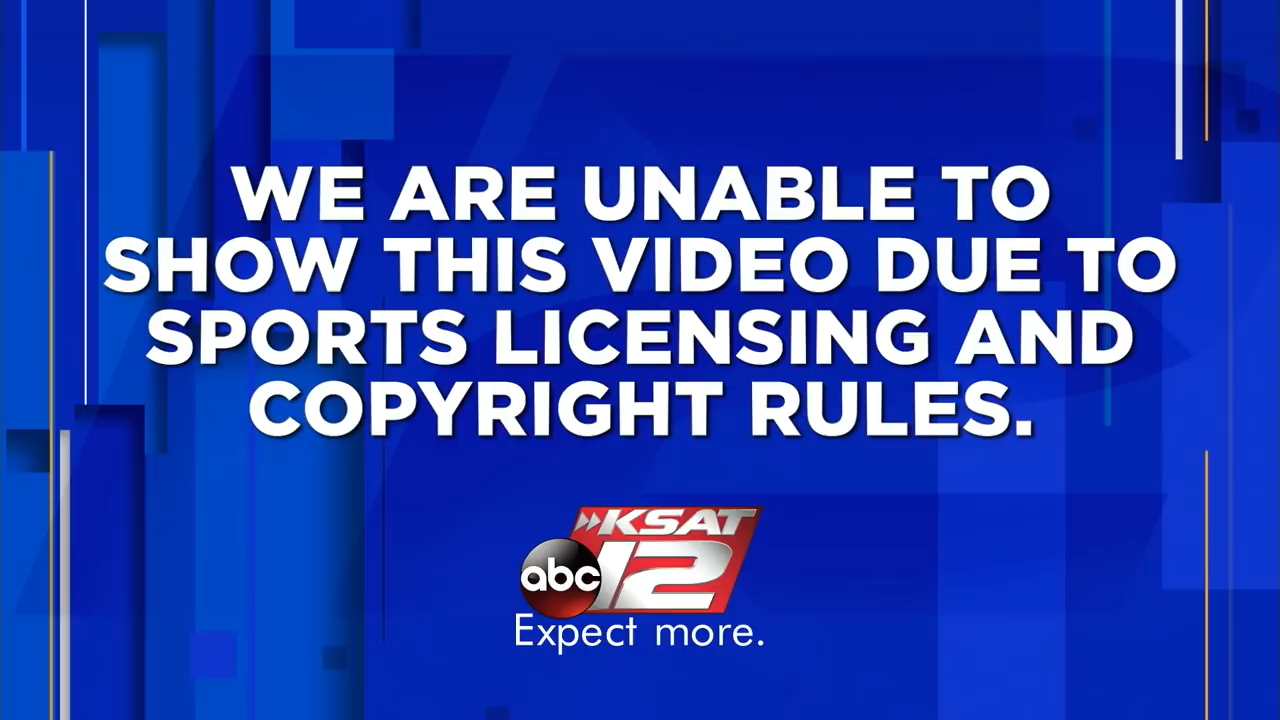 WE ARE UNABLE TO
SHOW THIS VIDEO DUE TO
SPORTS LICENSING AND
COPYRIGHT RULES.
KSAT
abc 12
Expect more.